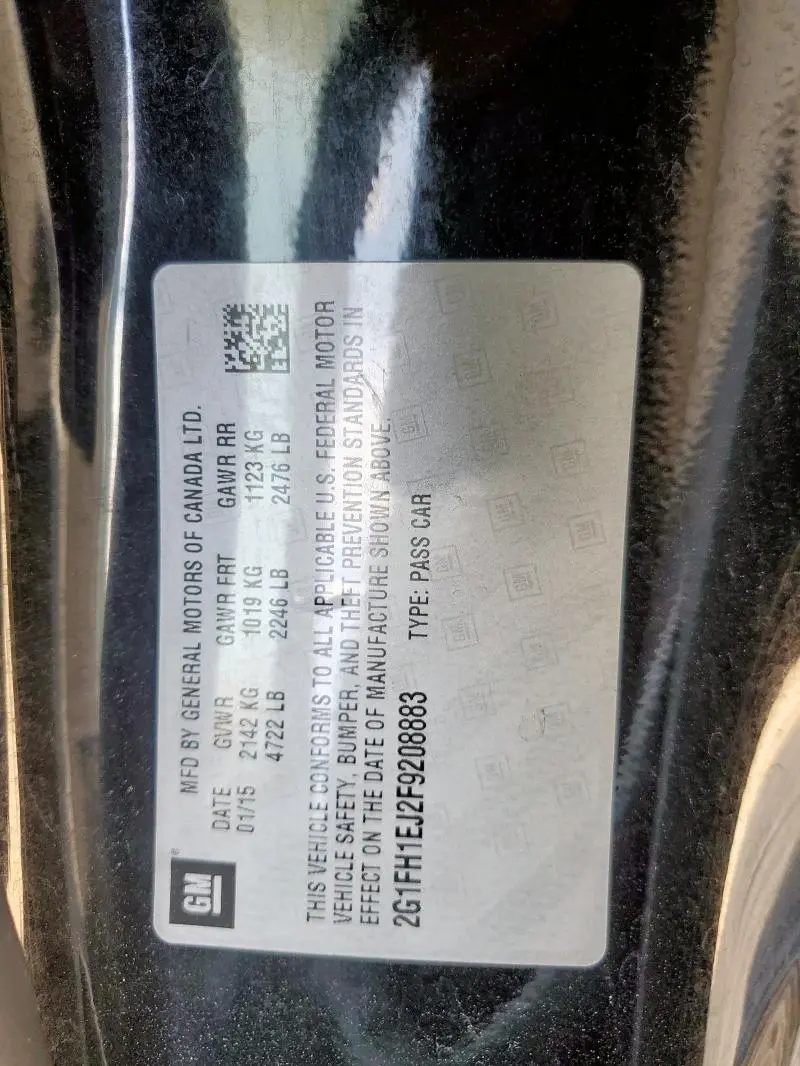 GM®
MFD BY GENERAL MOTORS OF CANADA LTD.
DATE GVWR GAWR FRT GAWR RR
01/15 2142 KG 1019 KG 1123 KG
4722 LB 2246 LB 2476 LB
THIS VEHICLE CONFORMS TO ALL APPLICABLE U.S. FEDERAL MOTOR
VEHICLE SAFETY, BUMPER, AND THEFT PREVENTION STANDARDS IN
EFFECT ON THE DATE OF MANUFACTURE SHOWN ABOVE.
2G1FH1EJ2F9208883 TYPE: PASS CAR